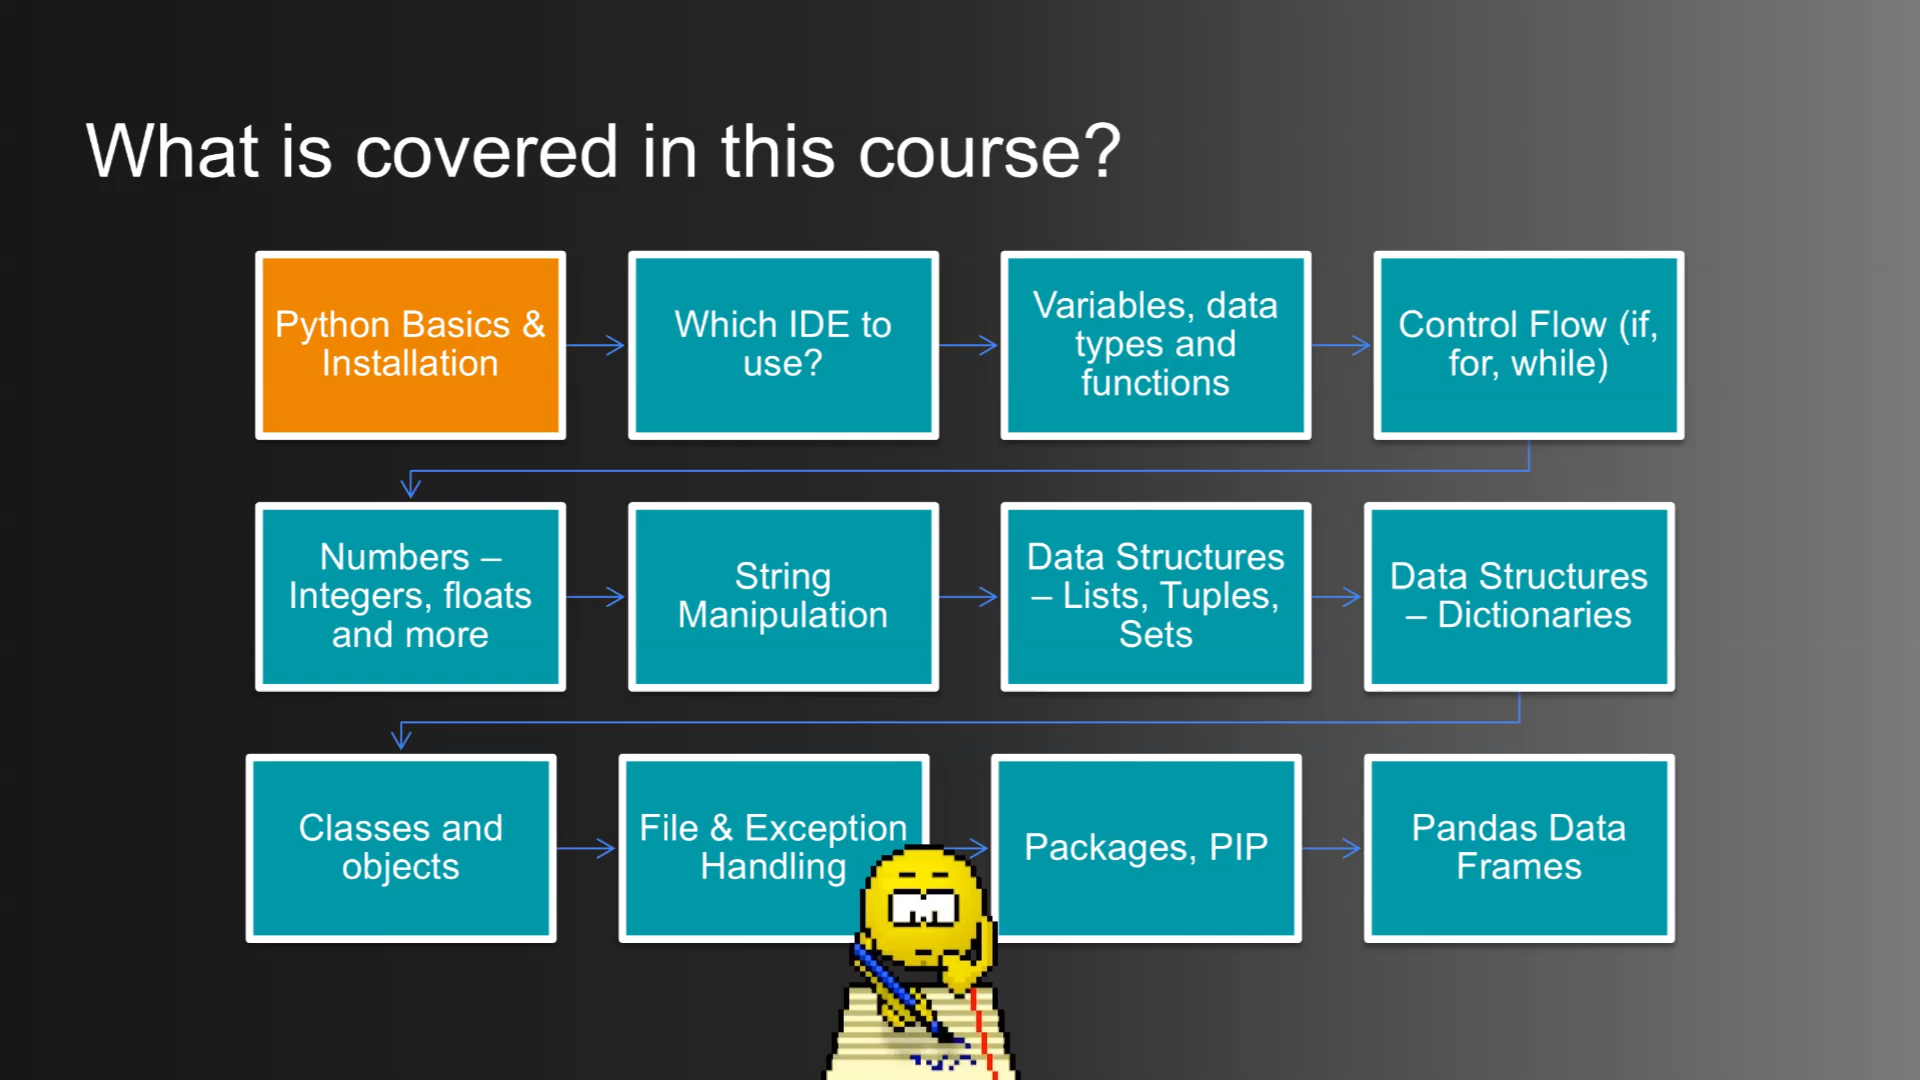 What is covered in this course?
Python Basics &
Installation
Which IDE to
use?
Variables, data
types and
functions
Control Flow (if,
for, while)
Numbers –
Integers, floats
and more
String
Manipulation
Data Structures
– Lists, Tuples,
Sets
Data Structures
– Dictionaries
Classes and
objects
File & Exception
Handling
Packages, PIP
Pandas Data
Frames